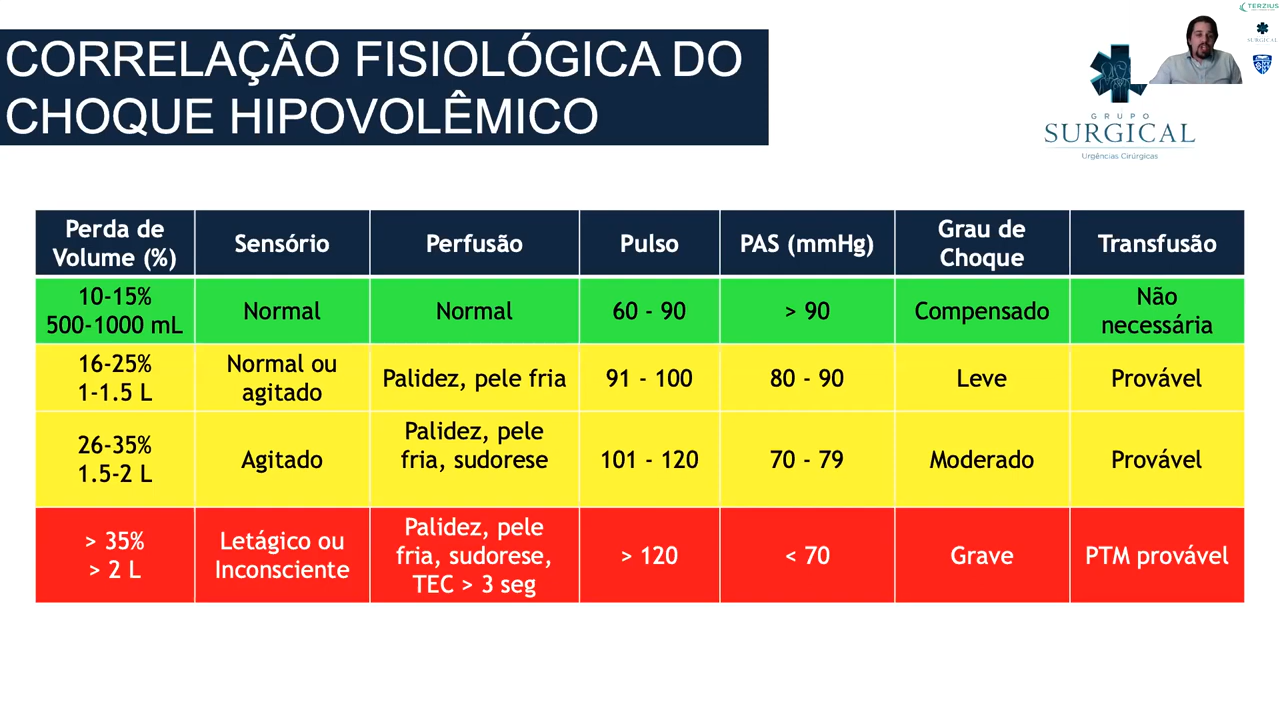 TERZIUS
CORRELAÇÃO FISIOLÓGICA DO
CHOQUE HIPOVOLÊMICO
SURGICAL
GRUPO
SURGICAL
Urgências Cirúrgicas
Perda de
Volume (%)
Sensório
Perfusão
Pulso
PAS (mmHg)
Grau de
Choque
Transfusão
10-15%
500-1000 mL
Normal
Normal
60 - 90
> 90
Compensado
Não
necessária
16-25%
1-1.5 L
Normal ou
agitado
Palidez, pele fria
91 - 100
80 - 90
Leve
Provável
26-35%
1.5-2 L
Agitado
Palidez, pele
fria, sudorese
101 - 120
70 - 79
Moderado
Provável
> 35%
> 2 L
Letágico ou
Inconsciente
Palidez, pele
fria, sudorese,
TEC > 3 seg
> 120
< 70
Grave
PTM provável